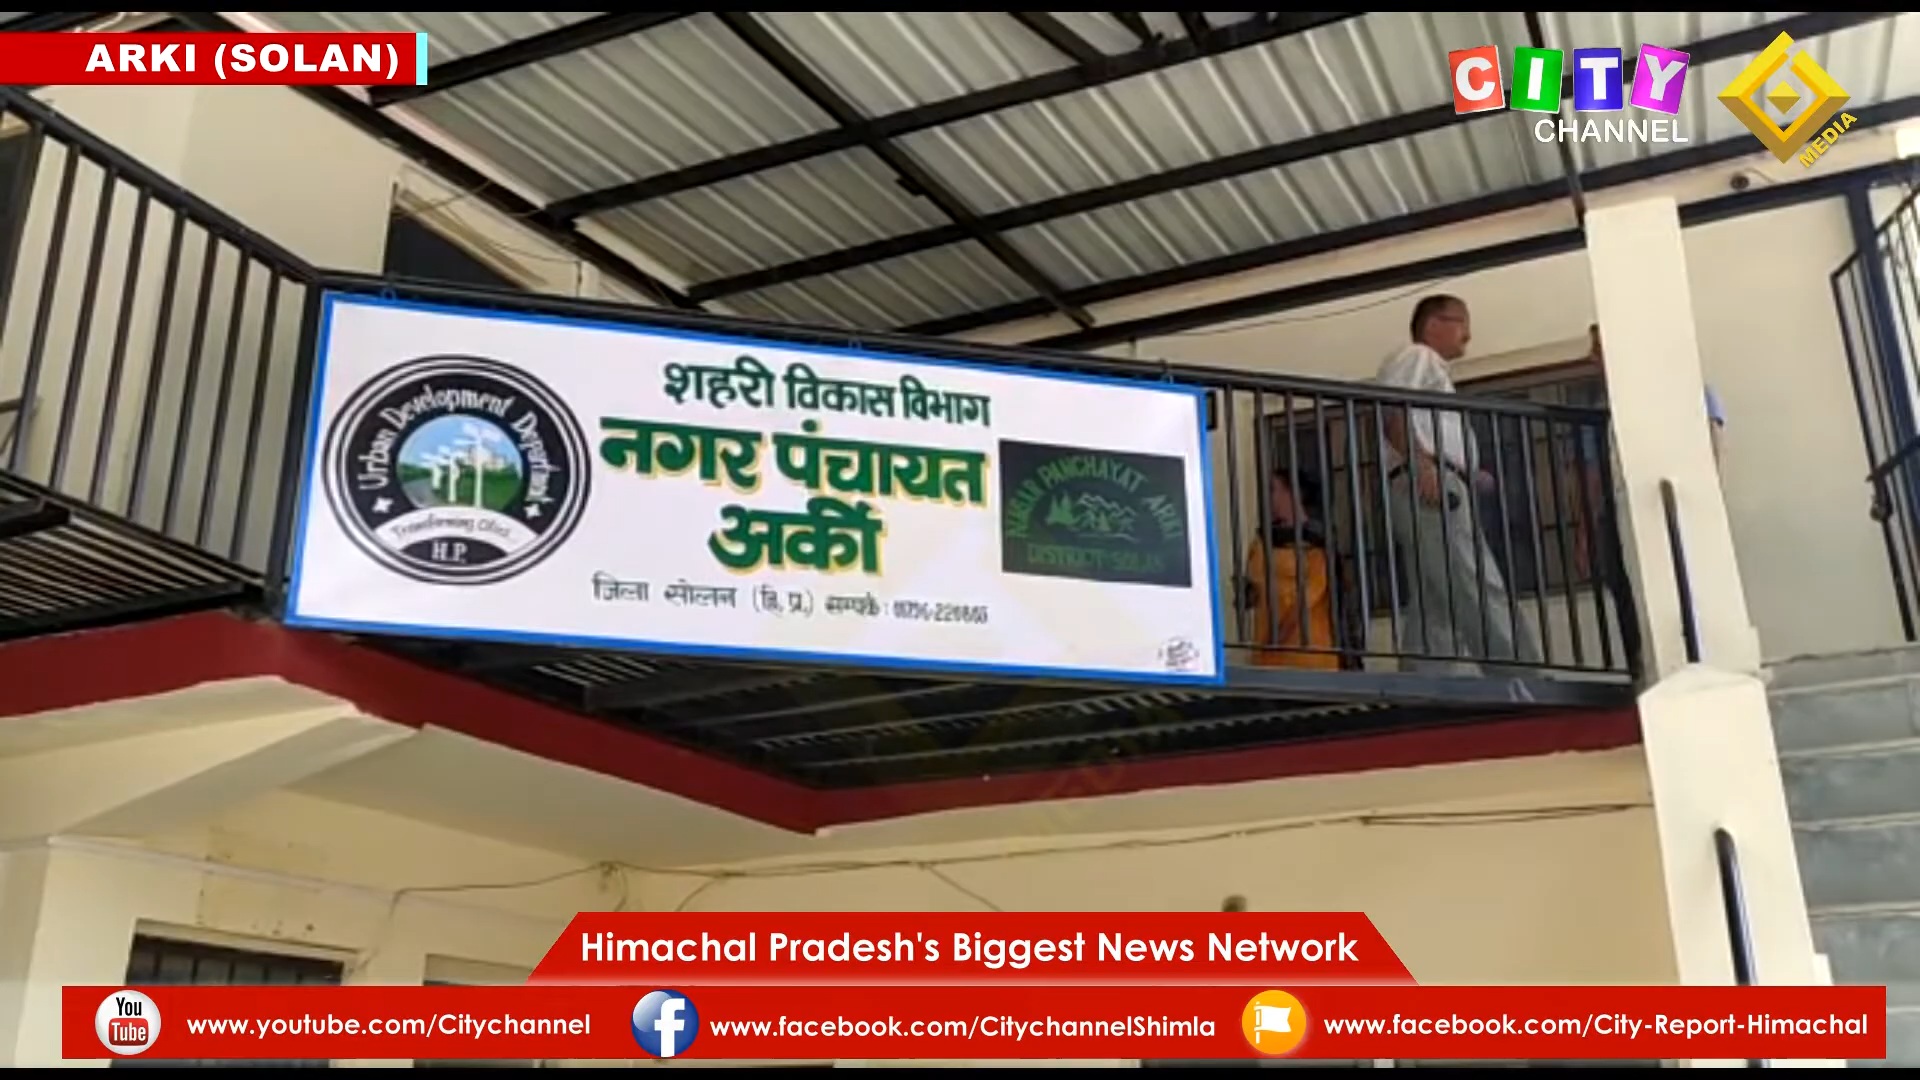 ARKI (SOLAN)
CITY
CHANNEL
MEDIA
Urban Development Department
Transforming Cities
H.P.
शहरी विकास विभाग
नगर पंचायत
अर्की
जिला सोलन (हि.प्र.) सम्पर्क :
NAGAR PANCHAYAT ARKI
DISTRICT SOLAN
Himachal Pradesh's Biggest News Network
You
Tube
www.youtube.com/Citychannel
f
www.facebook.com/CitychannelShimla
www.facebook.com/City-Report-Himachal